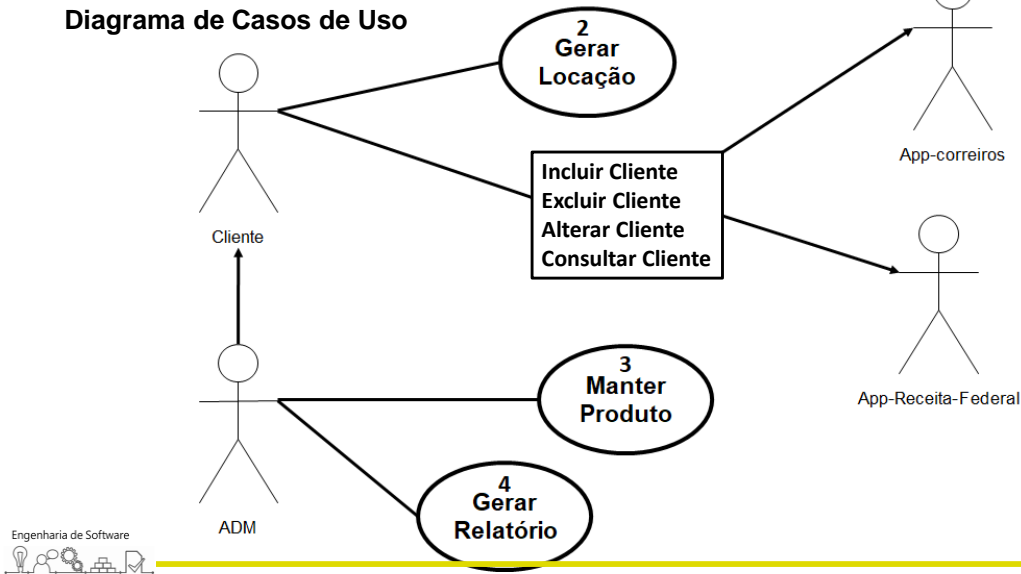 Diagrama de Casos de Uso
2
Gerar
Locação
App-correiros
Incluir Cliente
Excluir Cliente
Alterar Cliente
Consultar Cliente
Cliente
3
Manter
Produto
App-Receita-Federal
4
Gerar
Relatório
ADM
Engenharia de Software